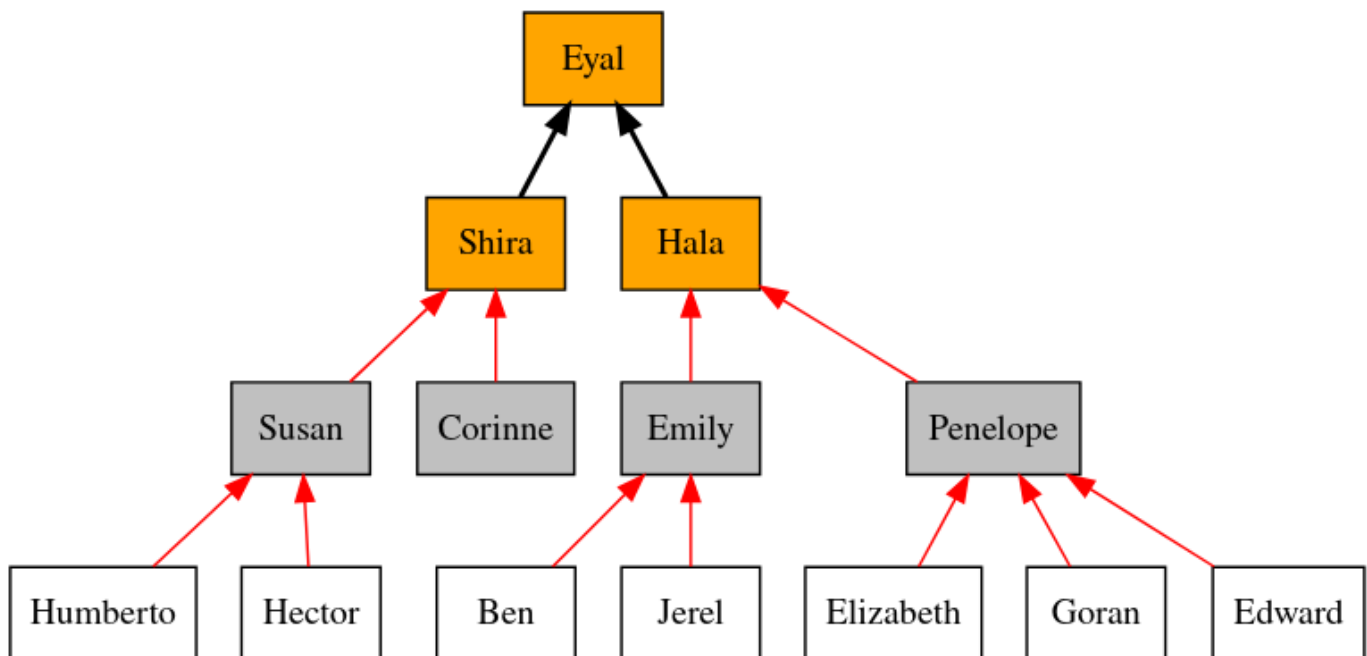 Eyal
Shira
Hala
Susan
Corinne
Emily
Penelope
Humberto
Hector
Ben
Jerel
Elizabeth
Goran
Edward